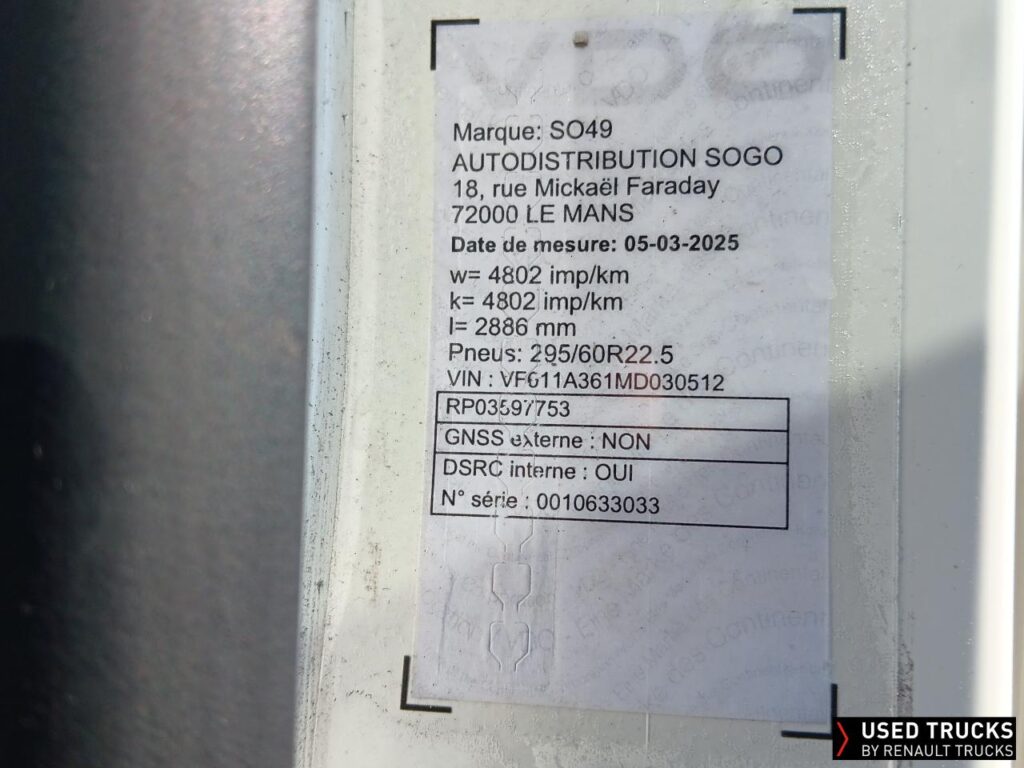 VDO
Marque: SO49
AUTODISTRIBUTION SOGO
18, rue Mickaël Faraday
72000 LE MANS
Date de mesure: 05-03-2025
w= 4802 imp/km
k= 4802 imp/km
l= 2886 mm
Pneus: 295/60R22.5
VIN : VF611A361MD030512
RP03597753
GNSS externe : NON
DSRC interne : OUI
N° série : 0010633033
USED TRUCKS
BY RENAULT TRUCKS